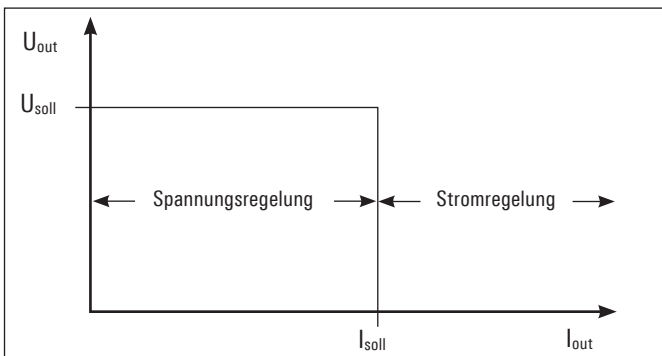 Uout
Usoll
Spannungsregelung
Stromregelung
Isoll
Iout